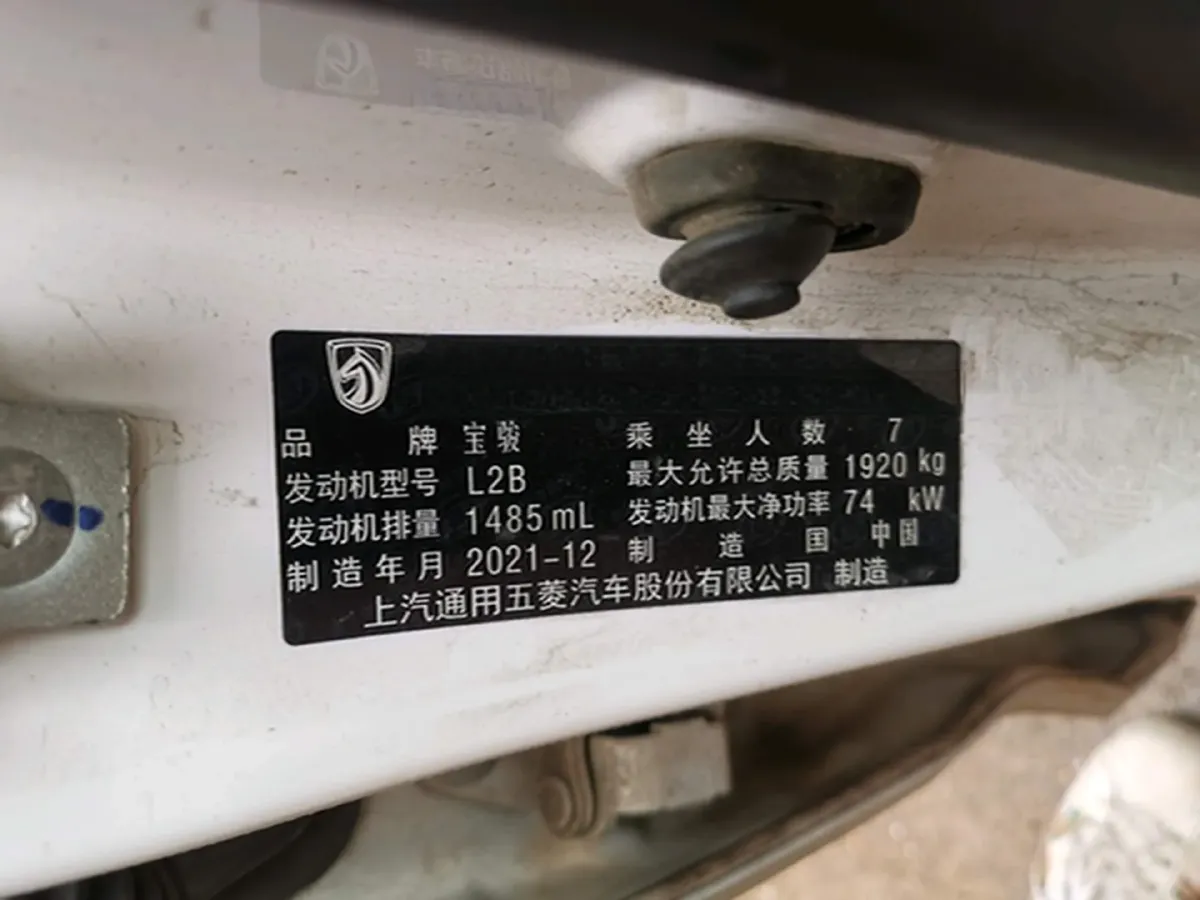 品牌 宝骏 乘坐人数 7
发动机型号 L2B 最大允许总质量 1920 kg
发动机排量 1485 mL 发动机最大净功率 74 kW
制造年月 2021-12 制造国 中国
上汽通用五菱汽车股份有限公司 制造